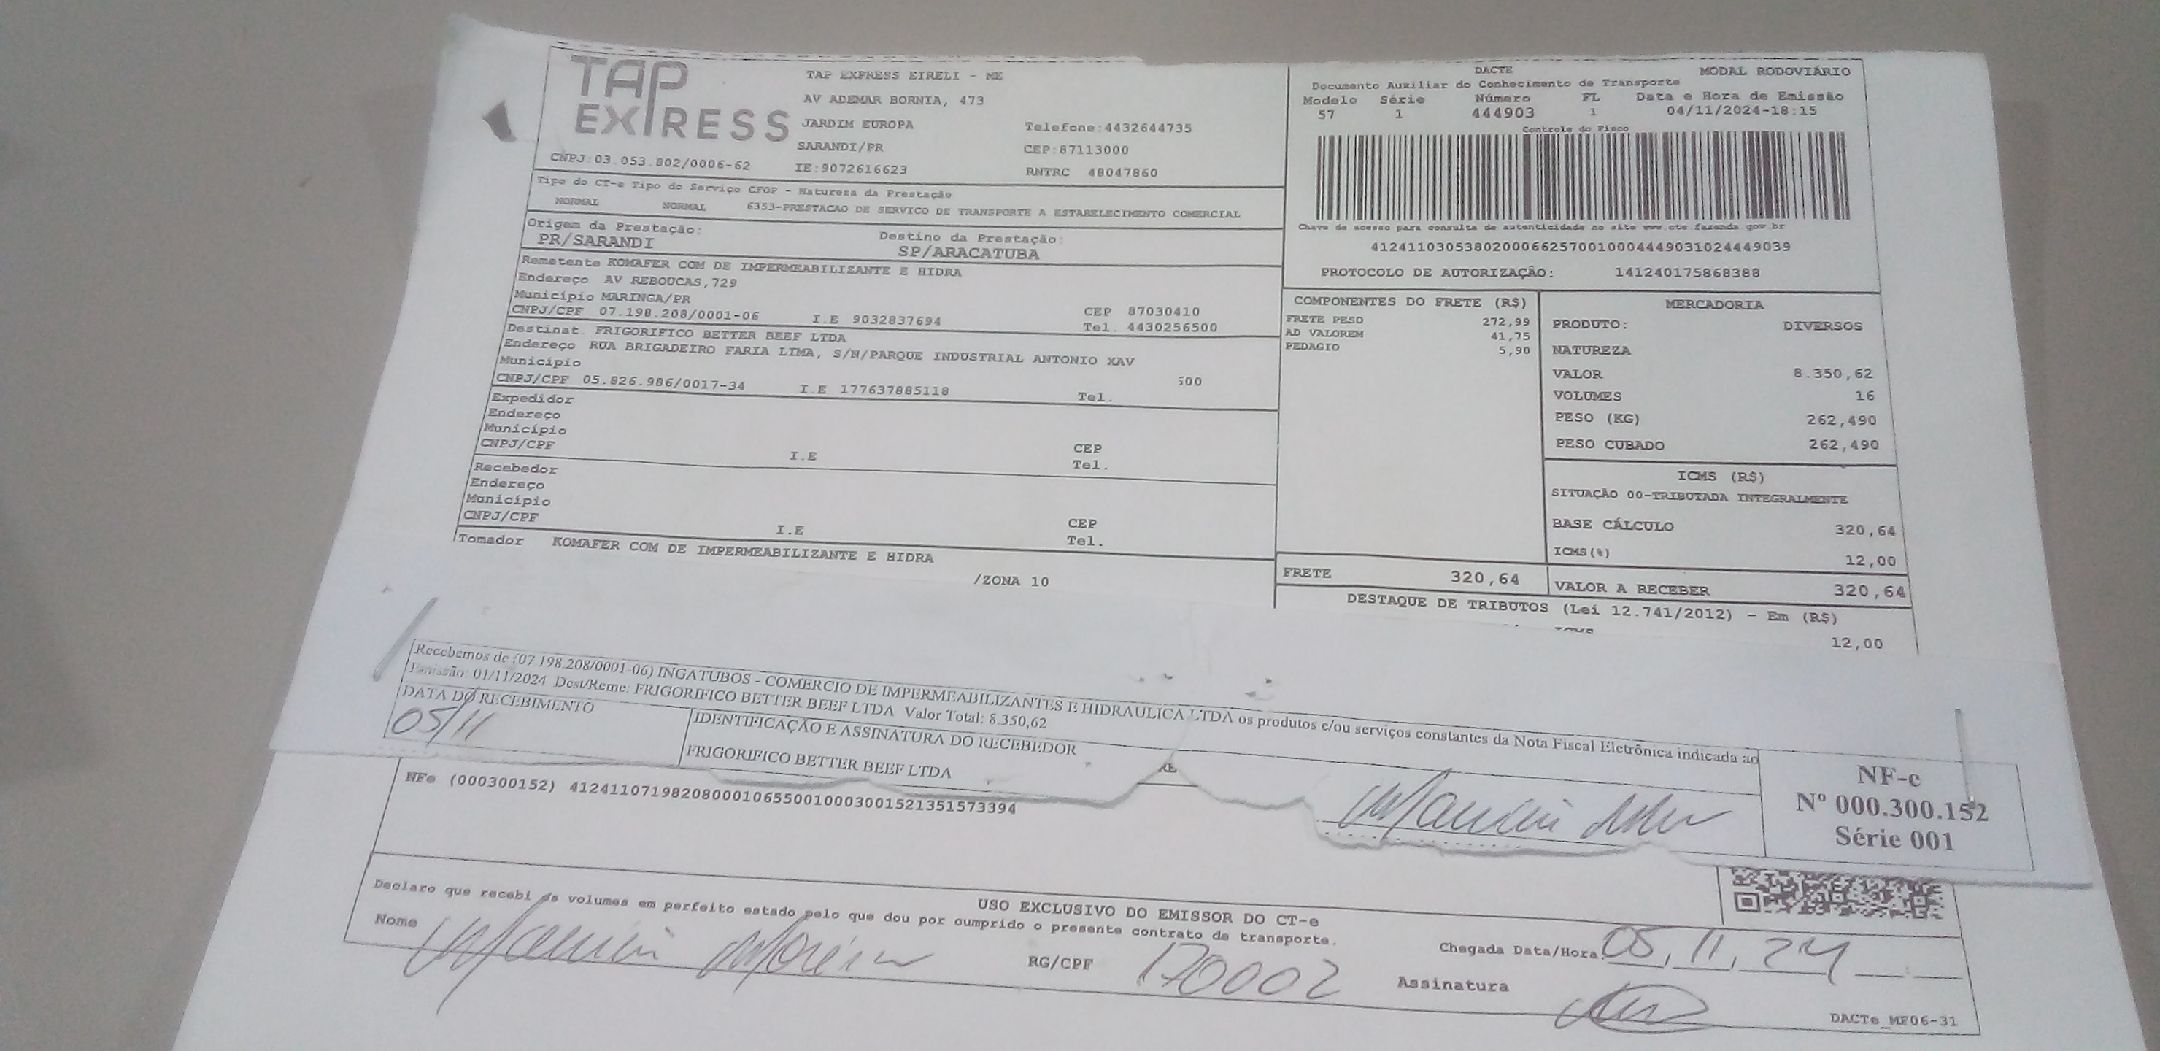 TAP EXPRESS
TAP EXPRESS EIRELI - ME
AV ADEMAR BORNIA, 473
JARDIM EUROPA Telefone:4432644735
SARANDI/PR CEP:87113000
CNPJ:03.053.802/0006-62 IE:9072616623 RNTRC 48047860
Tipo do CT-e Tipo do Serviço CFOP - Natureza da Prestação
NORMAL NORMAL 6353-PRESTACAO DE SERVICO DE TRANSPORTE A ESTABELECIMENTO COMERCIAL
Origem da Prestação: Destino da Prestação:
PR/SARANDI SP/ARACATUBA
Remetente KOMAFER COM DE IMPERMEABILIZANTE E HIDRA
Endereço AV REBOUCAS,729
Município MARINGA/PR CEP 87030410
CNPJ/CPF 07.198.208/0001-06 I.E 9032837694 Tel. 4430256500
Destinat. FRIGORIFICO BETTER BEEF LTDA
Endereço RUA BRIGADEIRO FARIA LIMA, S/N/PARQUE INDUSTRIAL ANTONIO XAV
Município 500
CNPJ/CPF 05.826.986/0017-34 I.E 177637885118 Tel.
Expedidor
Endereço
Município CEP
CNPJ/CPF I.E Tel.
Recebedor
Endereço
Município CEP
CNPJ/CPF I.E Tel.
Tomador KOMAFER COM DE IMPERMEABILIZANTE E HIDRA
/ZONA 10
DACTE MODAL RODOVIÁRIO
Documento Auxiliar do Conhecimento de Transporte
Modelo Série Número FL Data e Hora de Emissão
57 1 444903 1 04/11/2024-18:15
Controle do Fisco
Chave de acesso para consulta de autenticidade no site www.cte.fazenda.gov.br
41241103053802000662570010004449031024449039
PROTOCOLO DE AUTORIZAÇÃO: 141240175868388
COMPONENTES DO FRETE (R$)
FRETE PESO 272,99
AD VALOREM 41,75
PEDAGIO 5,90
MERCADORIA
PRODUTO: DIVERSOS
NATUREZA
VALOR 8.350,62
VOLUMES 16
PESO (KG) 262,490
PESO CUBADO 262,490
ICMS (R$)
SITUAÇÃO 00-TRIBUTADA INTEGRALMENTE
BASE CÁLCULO 320,64
ICMS(%) 12,00
FRETE 320,64 VALOR A RECEBER 320,64
DESTAQUE DE TRIBUTOS (Lei 12.741/2012) - Em (R$)
12,00
Recebemos de (07.198.208/0001-06) INGATUBOS - COMERCIO DE IMPERMEABILIZANTES E HIDRAULICA LTDA os produtos e/ou serviços constantes da Nota Fiscal Eletrônica indicada ao
Emissão: 01/11/2024 Dest/Reme: FRIGORIFICO BETTER BEEF LTDA Valor Total: 8.350,62
DATA DO RECEBIMENTO IDENTIFICAÇÃO E ASSINATURA DO RECEBEDOR
05/11 FRIGORIFICO BETTER BEEF LTDA
NF-e
Nº 000.300.152
Série 001
NFe (000300152) 41241107198208000106550010003001521351573394
USO EXCLUSIVO DO EMISSOR DO CT-e
Declaro que recebi os volumes em perfeito estado pelo que dou por cumprido o presente contrato de transporte.
Nome RG/CPF 170002 Chegada Data/Hora 05,11,24
Assinatura
DACTe_MF06-31